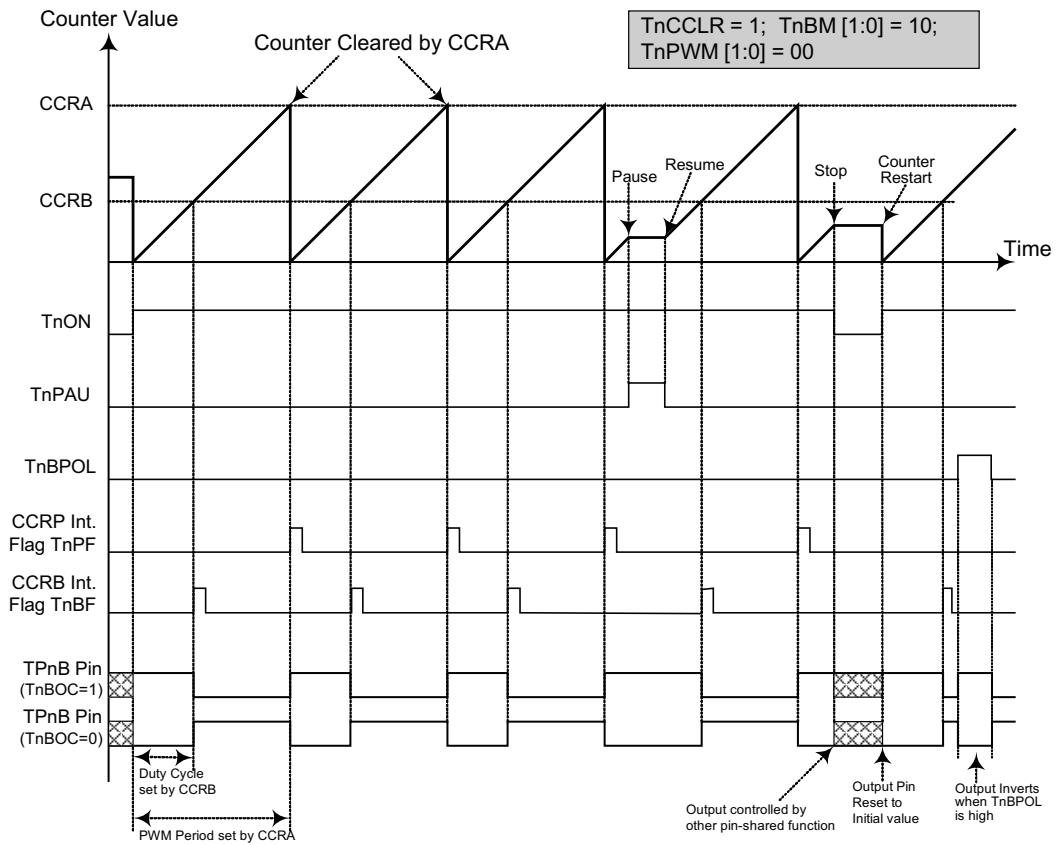 Counter Value
TnCCLR = 1; TnBM [1:0] = 10;
TnPWM [1:0] = 00
Counter Cleared by CCRA
CCRA
CCRB
Pause
Resume
Stop
Counter
Restart
Time
TnON
TnPAU
TnBPOL
CCRP Int.
Flag TnPF
CCRB Int.
Flag TnBF
TPnB Pin
(TnBOC=1)
TPnB Pin
(TnBOC=0)
Duty Cycle
set by CCRB
PWM Period set by CCRA
Output controlled by
other pin-shared function
Output Pin
Reset to
Initial value
Output Inverts
when TnBPOL
is high